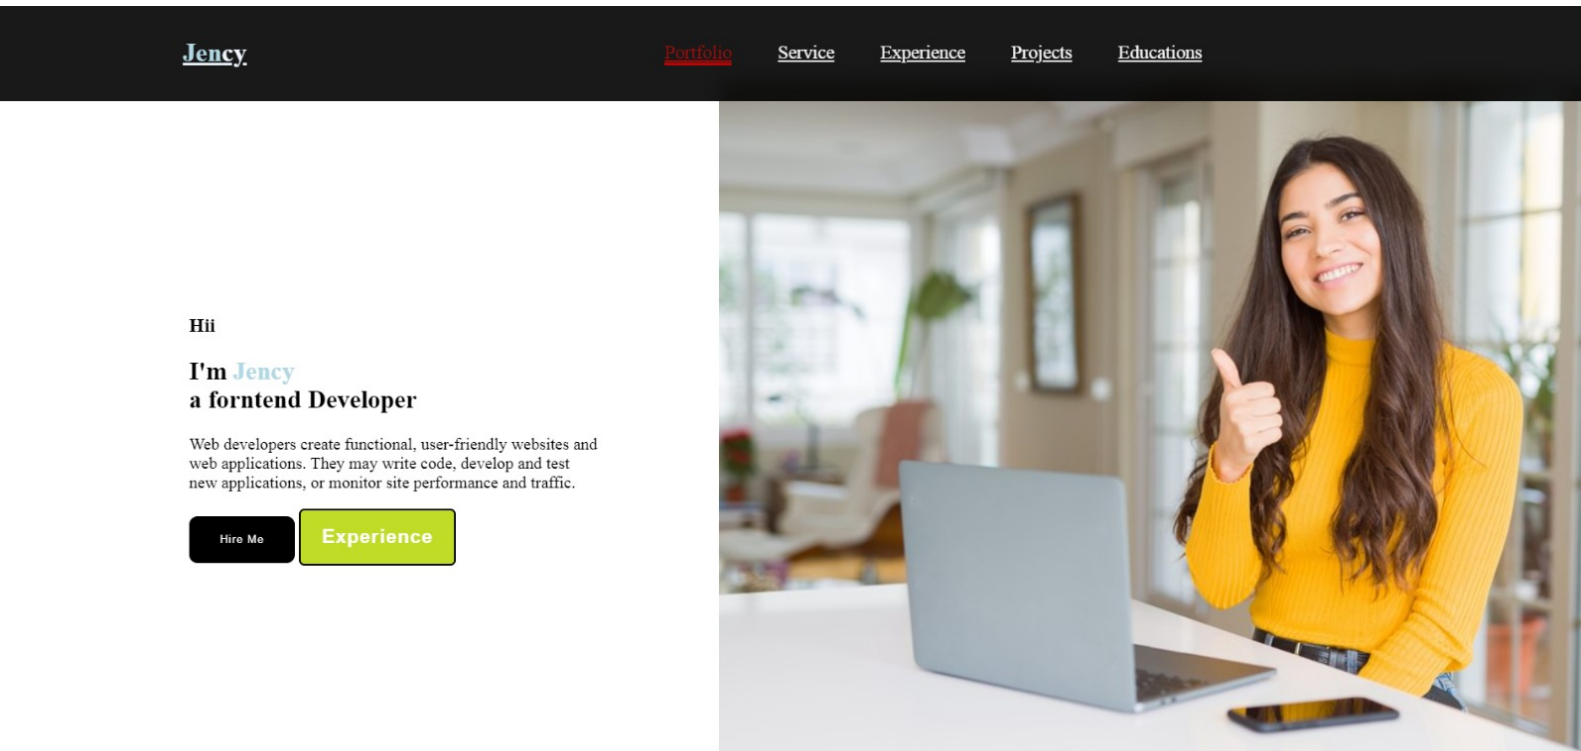 Jency
Portfolio Service Experience Projects Educations
Hii
I'm Jency
a forntend Developer
Web developers create functional, user-friendly websites and
web applications. They may write code, develop and test
new applications, or monitor site performance and traffic.
Hire Me Experience